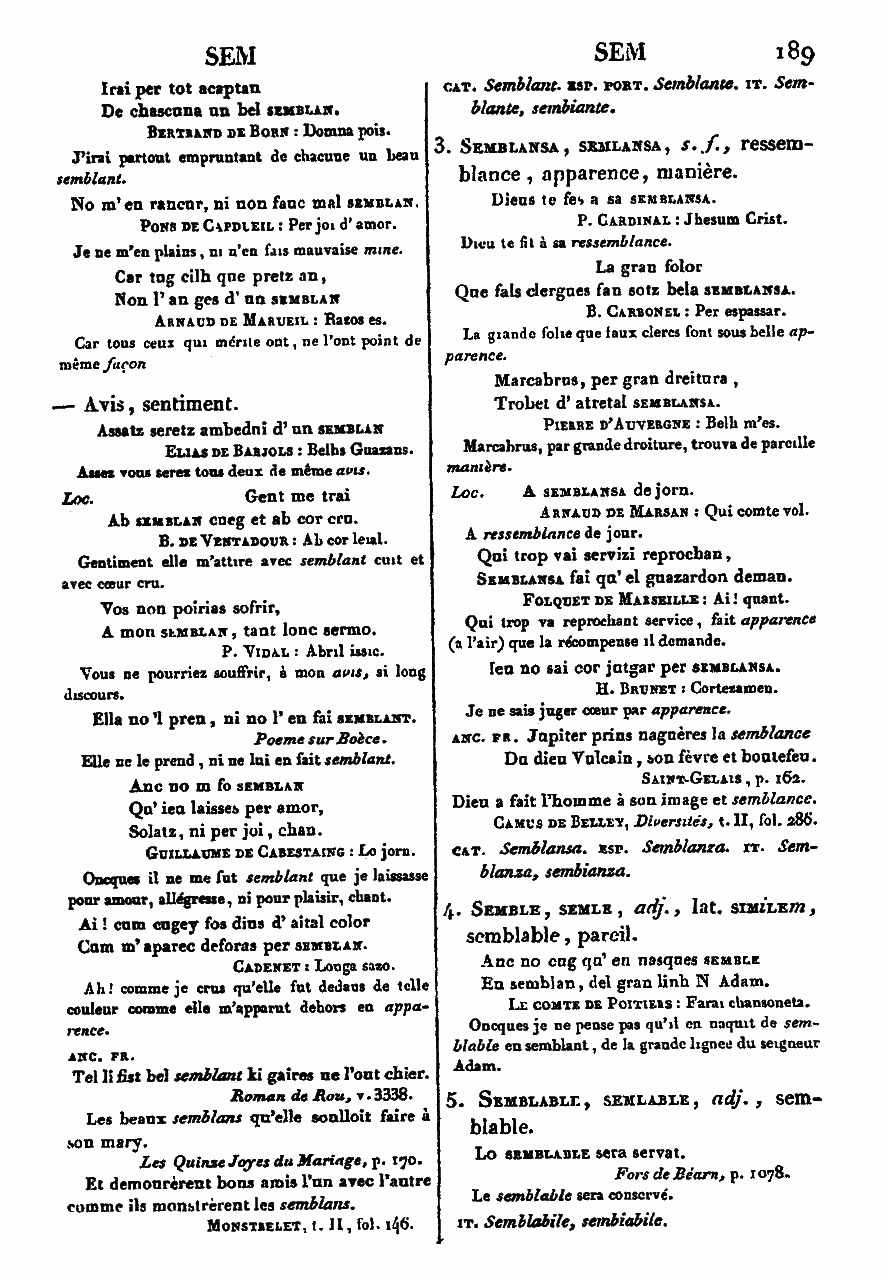 SEM
SEM 189
Irai per tot acaptan
De chascuna un bel SEMBLAN.
BERTRAND DE BORN : Domna pois.
J'irai partout empruntant de chacune un beau
semblant.
No m'en rancur, ni non fauc mal SEMBLAN.
PONS DE CAPDUEIL : Per joi d'amor.
Je ne m'en plains, ni n'en fais mauvaise mine.
Car tug cilh que pretz an,
Non l'an ges d'un SEMBLAN
ARNAUD DE MARUEIL : Razos es.
Car tous ceux qui mérite ont, ne l'ont point de
même façon
— Avis, sentiment.
Assatz seretz ambedui d'un SEMBLAN
ELIAS DE BARJOLS : Belhs Guazans.
Assez vous serez tous deux de même avis.
Loc. Gent me trai
Ab SEMBLAN cueg et ab cor cru.
B. DE VENTADOUR : Ab cor leial.
Gentiment elle m'attire avec semblant cuit et
avec cœur cru.
Vos non poirias sofrir,
A mon SEMBLAN, tant lonc sermo.
P. VIDAL : Abril issic.
Vous ne pourriez souffrir, à mon avis, si long
discours.
Ella no'l pren, ni no l'en fai SEMBLANT.
Poeme sur Boèce.
Elle ne le prend, ni ne lui en fait semblant.
Anc no m fo SEMBLAN
Qu'ieu laisses per amor,
Solatz, ni per joi, chan.
GUILLAUME DE CABESTAING : Lo jorn.
Oncques il ne me fut semblant que je laissasse
pour amour, allégresse, ni pour plaisir, chant.
Ai! cum cugey fos dins d'aital color
Cum m'aparec deforas per SEMBLAN.
CADENET : Longa sazo.
Ah! comme je crus qu'elle fut dedans de telle
couleur comme elle m'apparut dehors en appa-
rence.
ANC. FR.
Tel li fist bel semblant ki gaires ne l'out chier.
Roman de Rou, v. 3338.
Les beaux semblans qu'elle soulloit faire à
son mary.
Les Quinze Joyes du Mariage, p. 170.
Et demourèrent bons amis l'un avec l'autre
comme ils monstrèrent les semblans.
MONSTRELET, t. II, fol. 146.
CAT. Semblant. ESP. PORT. Semblante. IT. Sem-
blante, sembiante.
3. SEMBLANSA, SEMLANSA, s. f., ressem-
blance, apparence, manière.
Dieus te fes a sa SEMBLANSA.
P. CARDINAL : Jhesum Crist.
Dieu te fit à sa ressemblance.
La gran folor
Que fals clergues fan sotz bela SEMBLANSA.
B. CARBONEL : Per espassar.
La grande folie que faux clercs font sous belle ap-
parence.
Marcabrus, per gran dreitura,
Trobet d'atretal SEMBLANSA.
PIERRE D'AUVERGNE : Belh m'es.
Marcabrus, par grande droiture, trouva de pareille
manière.
Loc. A SEMBLANSA de jorn.
ARNAUD DE MARSAN : Qui comte vol.
A ressemblance de jour.
Qui trop vai servizi reprochan,
SEMBLANSA fai qu'el guazardon deman.
FOLQUET DE MARSEILLE : Ai! quant.
Qui trop va reprochant service, fait apparence
(a l'air) que la récompense il demande.
Ieu no sai cor jutgar per SEMBLANSA.
H. BRUNET : Cortezamen.
Je ne sais juger cœur par apparence.
ANC. FR. Jupiter prins naguères la semblance
Du dieu Vulcain, son fèvre et boutefeu.
SAINT-GELAIS, p. 162.
Dieu a fait l'homme à son image et semblance.
CAMUS DE BELLEY, Diversités, t. II, fol. 286.
CAT. Semblansa. ESP. Semblanza. IT. Sem-
blanza, sembianza.
4. SEMBLE, SEMLE, adj., lat. SIMILEm,
semblable, pareil.
Anc no cug qu'en nasques SEMBLE
En semblan, del gran linh N Adam.
LE COMTE DE POITIERS : Farai chansoneta.
Oncques je ne pense pas qu'il en naquit de sem-
blable en semblant, de la grande lignee du seigneur
Adam.
5. SEMBLABLE, SEMLABLE, adj., sem-
blable.
Lo SEMBLABLE sera servat.
Fors de Béarn, p. 1078.
Le semblable sera conservé.
IT. Semblabile, sembiabile.